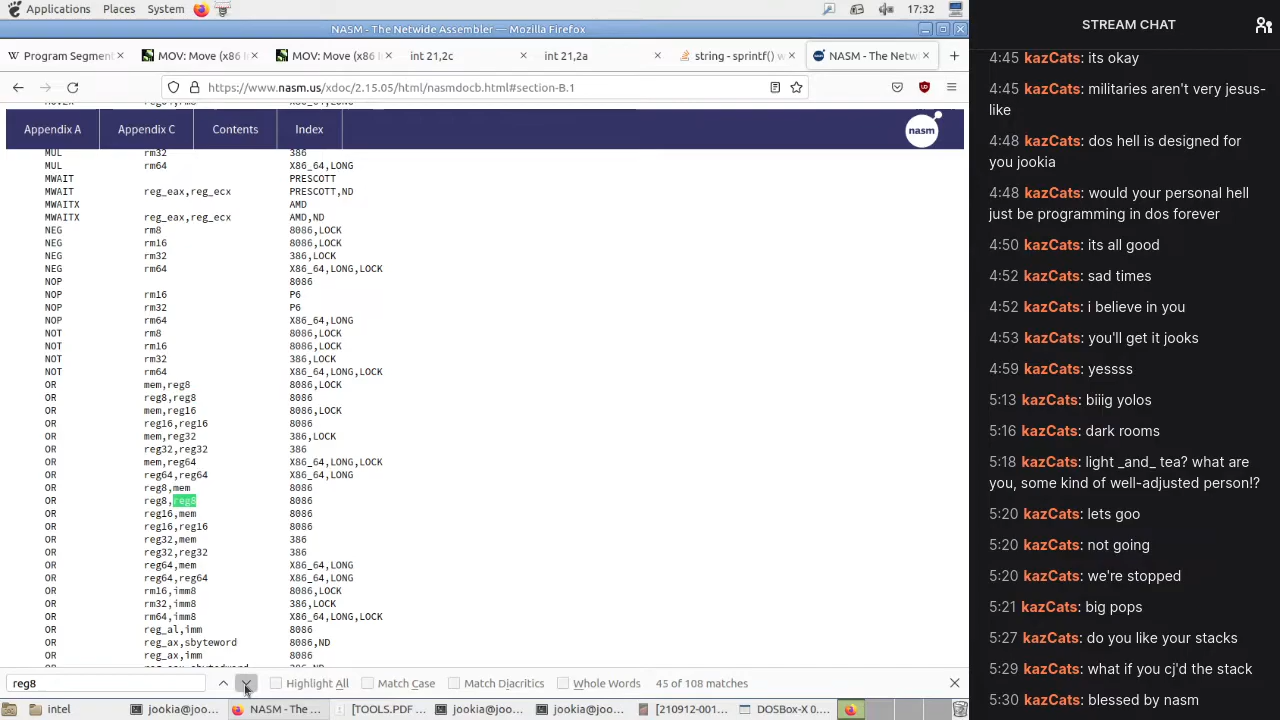 Applications Places System 17:32
NASM - The Netwide Assembler — Mozilla Firefox
Program Segmen
MOV: Move (x86 I
MOV: Move (x86 I
int 21,2c
int 21,2a
string - sprintf() w
NASM - The Netw
https://www.nasm.us/xdoc/2.15.05/html/nasmdocb.html#section-B.1
Appendix A Appendix C Contents Index nasm
MUL rm32 386
MUL rm64 X86_64,LONG
MWAIT PRESCOTT
MWAIT reg_eax,reg_ecx PRESCOTT,ND
MWAITX AMD
MWAITX reg_eax,reg_ecx AMD,ND
NEG rm8 8086,LOCK
NEG rm16 8086,LOCK
NEG rm32 386,LOCK
NEG rm64 X86_64,LONG,LOCK
NOP 8086
NOP rm16 P6
NOP rm32 P6
NOP rm64 X86_64,LONG
NOT rm8 8086,LOCK
NOT rm16 8086,LOCK
NOT rm32 386,LOCK
NOT rm64 X86_64,LONG,LOCK
OR mem,reg8 8086,LOCK
OR reg8,reg8 8086
OR mem,reg16 8086,LOCK
OR reg16,reg16 8086
OR mem,reg32 386,LOCK
OR reg32,reg32 386
OR mem,reg64 X86_64,LONG,LOCK
OR reg64,reg64 X86_64,LONG
OR reg8,mem 8086
OR reg8,reg8 8086
OR reg16,mem 8086
OR reg16,reg16 8086
OR reg32,mem 386
OR reg32,reg32 386
OR reg64,mem X86_64,LONG
OR reg64,reg64 X86_64,LONG
OR rm16,imm8 8086,LOCK
OR rm32,imm8 386,LOCK
OR rm64,imm8 X86_64,LONG,LOCK
OR reg_al,imm 8086
OR reg_ax,sbyteword 8086,ND
OR reg_ax,imm 8086
reg8 Highlight All Match Case Match Diacritics Whole Words 45 of 108 matches
intel
jookia@joo...
NASM - The ...
[TOOLS.PDF ...
jookia@joo...
jookia@joo...
[210912-001...
DOSBox-X 0....
STREAM CHAT
4:45 kazCats: its okay
4:45 kazCats: militaries aren't very jesus-
like
4:48 kazCats: dos hell is designed for
you jookia
4:48 kazCats: would your personal hell
just be programming in dos forever
4:50 kazCats: its all good
4:52 kazCats: sad times
4:52 kazCats: i believe in you
4:53 kazCats: you'll get it jooks
4:59 kazCats: yessss
5:13 kazCats: biiig yolos
5:16 kazCats: dark rooms
5:18 kazCats: light _and_ tea? what are
you, some kind of well-adjusted person!?
5:20 kazCats: lets goo
5:20 kazCats: not going
5:20 kazCats: we're stopped
5:21 kazCats: big pops
5:27 kazCats: do you like your stacks
5:29 kazCats: what if you cj'd the stack
5:30 kazCats: blessed by nasm